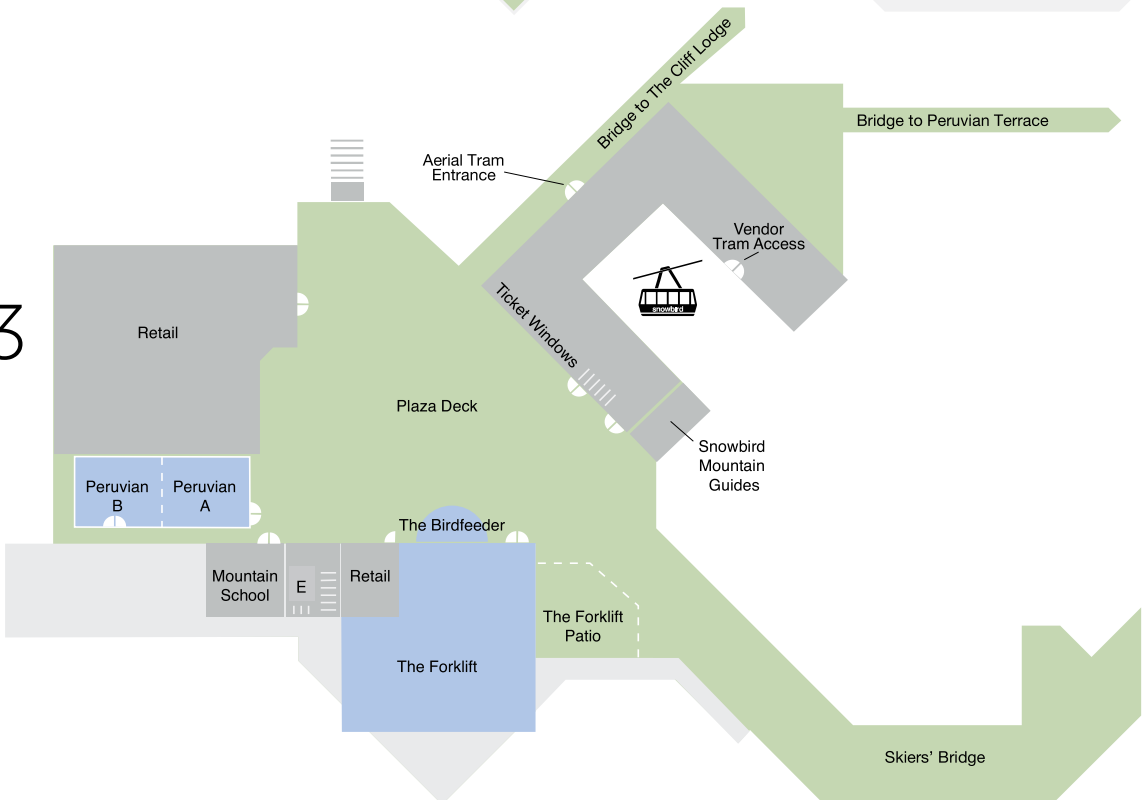 Bridge to The Cliff Lodge
Bridge to Peruvian Terrace
Aerial Tram
Entrance
Vendor
Tram Access
snowbird
Ticket Windows
3
Retail
Plaza Deck
Snowbird
Mountain
Guides
Peruvian
B
Peruvian
A
The Birdfeeder
Mountain
School
E
Retail
The Forklift
Patio
The Forklift
Skiers’ Bridge